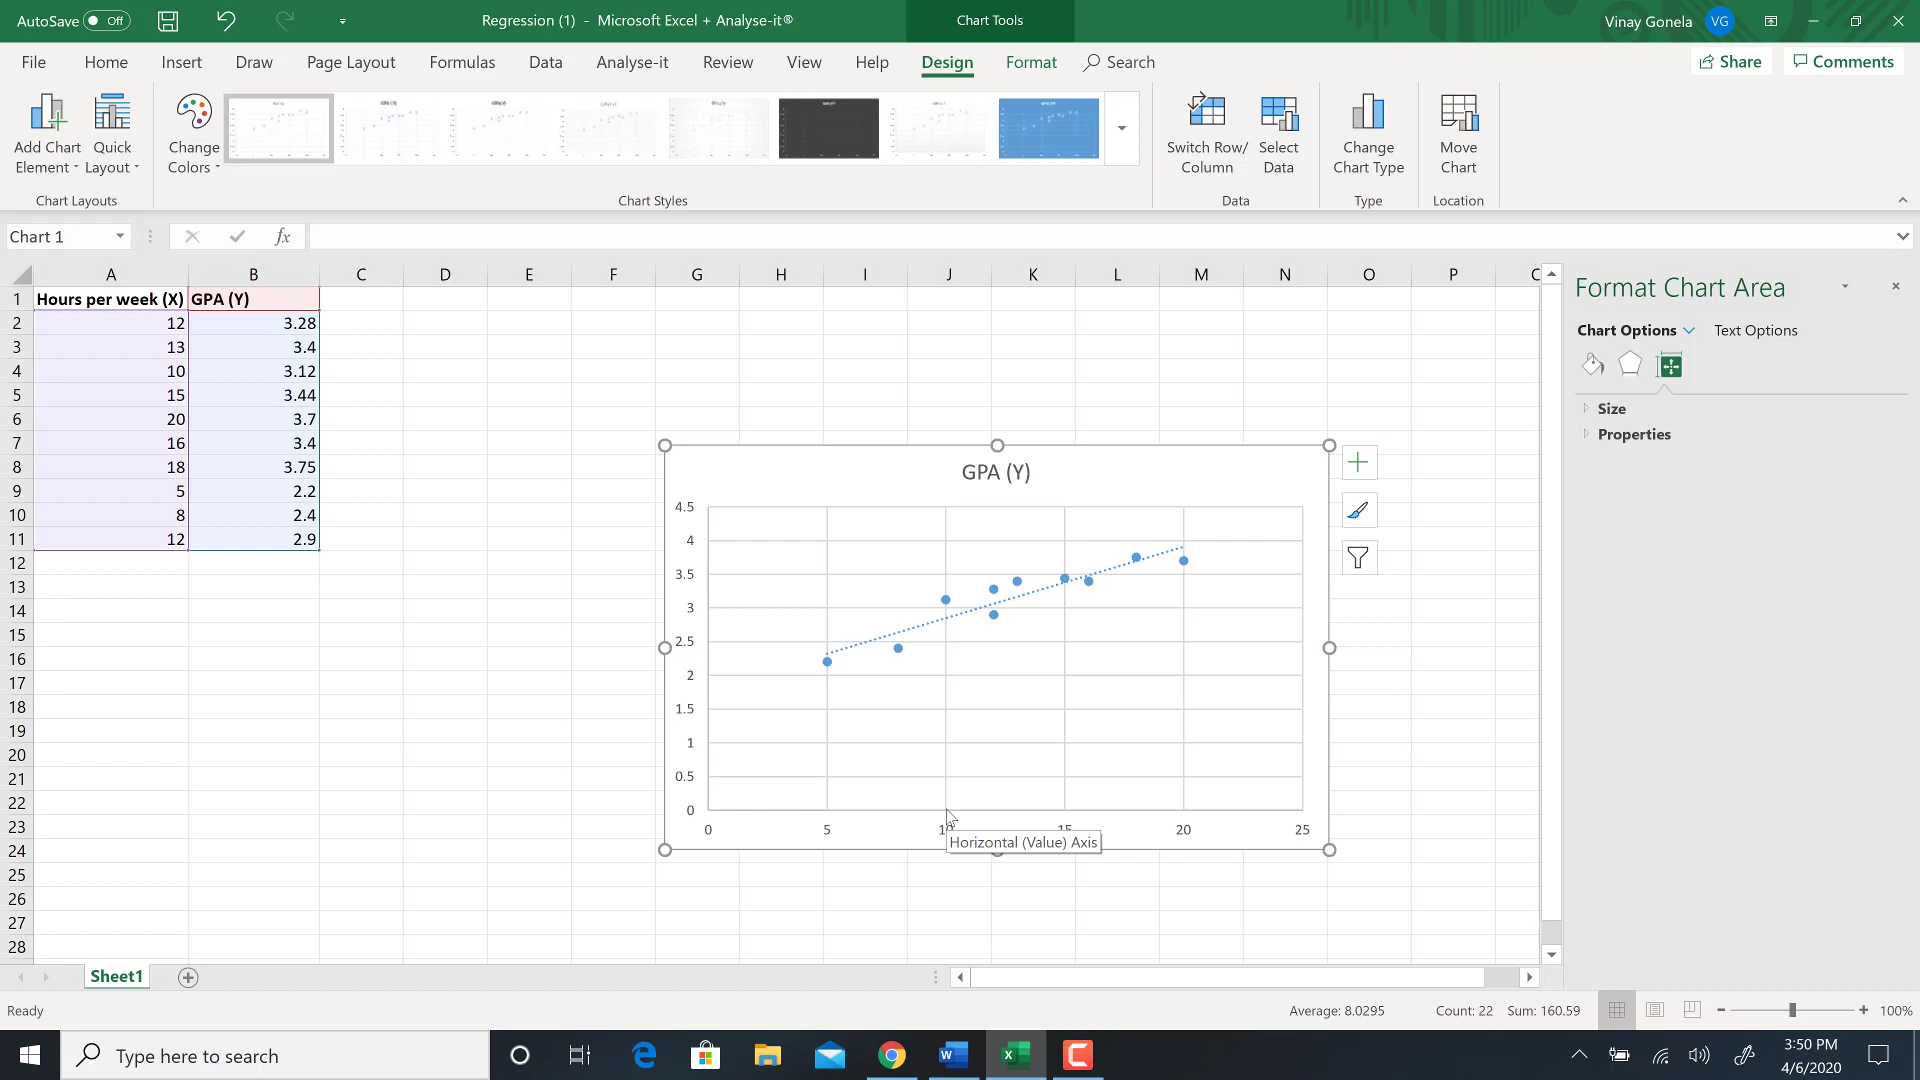 AutoSave Off
Regression (1) - Microsoft Excel + Analyse-it®
Chart Tools
Vinay Gonela VG
File Home Insert Draw Page Layout Formulas Data Analyse-it Review View Help Design Format Search
Share Comments
Add Chart Element
Quick Layout
Change Colors
Switch Row/ Column
Select Data
Change Chart Type
Move Chart
Chart Layouts
Chart Styles
Data
Type
Location
Chart 1
fx
A B C D E F G H I J K L M N O P
1 Hours per week (X) GPA (Y)
2 12 3.28
3 13 3.4
4 10 3.12
5 15 3.44
6 20 3.7
7 16 3.4
8 18 3.75
9 5 2.2
10 8 2.4
11 12 2.9
12
13
14
15
16
17
18
19
20
21
22
23
24
25
26
27
28
GPA (Y)
4.5
4
3.5
3
2.5
2
1.5
1
0.5
0
0 5 10 15 20 25
Horizontal (Value) Axis
Format Chart Area
Chart Options Text Options
Size
Properties
Sheet1
Ready
Average: 8.0295 Count: 22 Sum: 160.59
100%
Type here to search
3:50 PM
4/6/2020